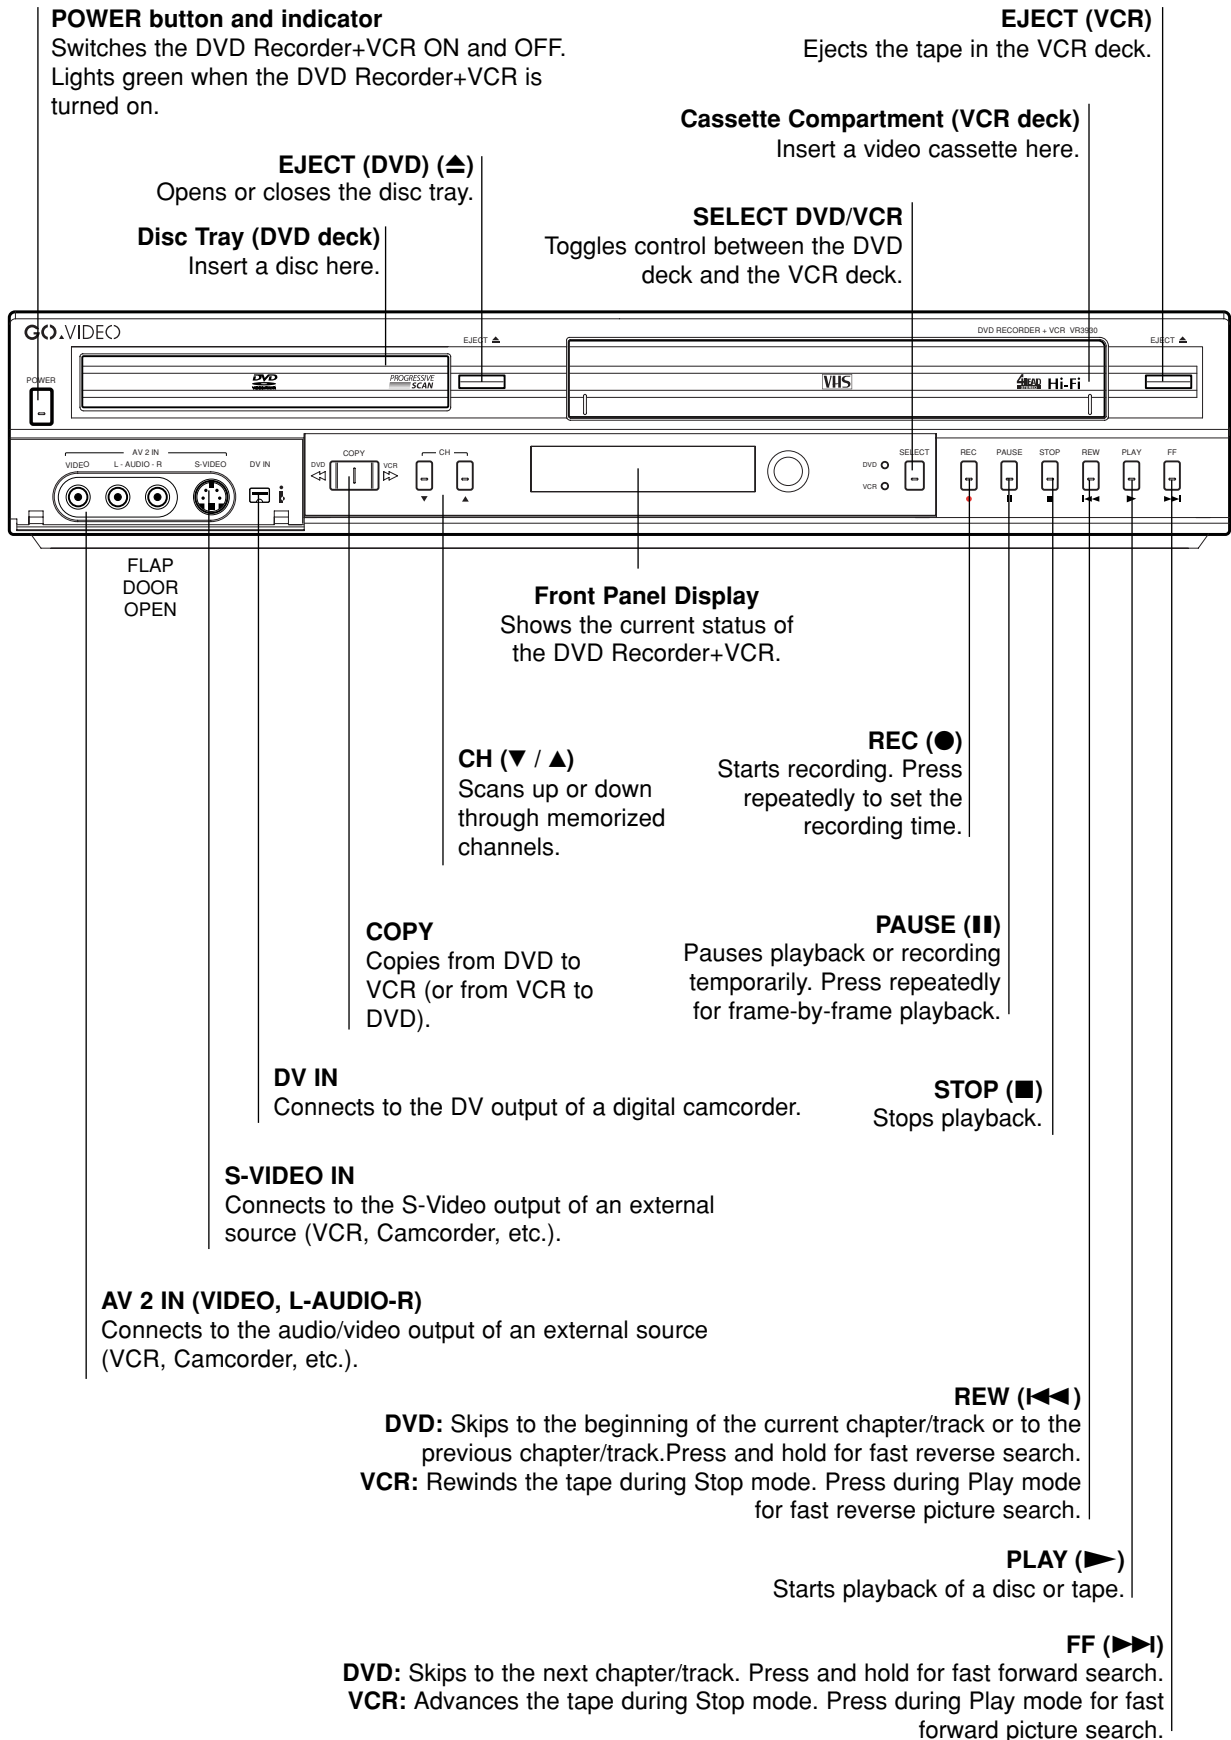 POWER button and indicator
Switches the DVD Recorder+VCR ON and OFF.
Lights green when the DVD Recorder+VCR is
turned on.
EJECT (VCR)
Ejects the tape in the VCR deck.
Cassette Compartment (VCR deck)
Insert a video cassette here.
EJECT (DVD) (⏏)
Opens or closes the disc tray.
SELECT DVD/VCR
Toggles control between the DVD
deck and the VCR deck.
Disc Tray (DVD deck)
Insert a disc here.
GO.VIDEO
EJECT ⏏
DVD RECORDER + VCR VR3930
EJECT ⏏
POWER
DVD
PROGRESSIVE
SCAN
VHS
4HEAD
Hi-Fi
AV 2 IN
VIDEO L - AUDIO - R S-VIDEO DV IN
COPY
DVD VCR
CH
▼ ▲
DVD
VCR
SELECT
REC PAUSE STOP REW PLAY FF
FLAP
DOOR
OPEN
Front Panel Display
Shows the current status of
the DVD Recorder+VCR.
CH (▼ / ▲)
Scans up or down
through memorized
channels.
REC (●)
Starts recording. Press
repeatedly to set the
recording time.
COPY
Copies from DVD to
VCR (or from VCR to
DVD).
PAUSE (❚❚)
Pauses playback or recording
temporarily. Press repeatedly
for frame-by-frame playback.
DV IN
Connects to the DV output of a digital camcorder.
STOP (■)
Stops playback.
S-VIDEO IN
Connects to the S-Video output of an external
source (VCR, Camcorder, etc.).
AV 2 IN (VIDEO, L-AUDIO-R)
Connects to the audio/video output of an external source
(VCR, Camcorder, etc.).
REW (I◀◀)
DVD: Skips to the beginning of the current chapter/track or to the
previous chapter/track.Press and hold for fast reverse search.
VCR: Rewinds the tape during Stop mode. Press during Play mode
for fast reverse picture search.
PLAY (▶)
Starts playback of a disc or tape.
FF (▶▶I)
DVD: Skips to the next chapter/track. Press and hold for fast forward search.
VCR: Advances the tape during Stop mode. Press during Play mode for fast
forward picture search.